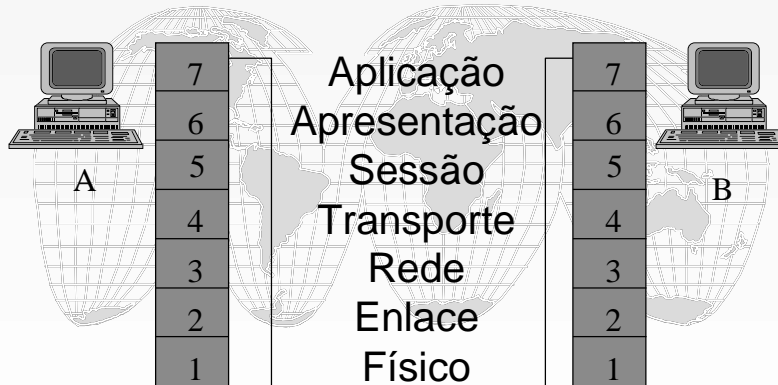 7 Aplicação 7
6 Apresentação 6
5 Sessão 5
A B
4 Transporte 4
3 Rede 3
2 Enlace 2
1 Físico 1